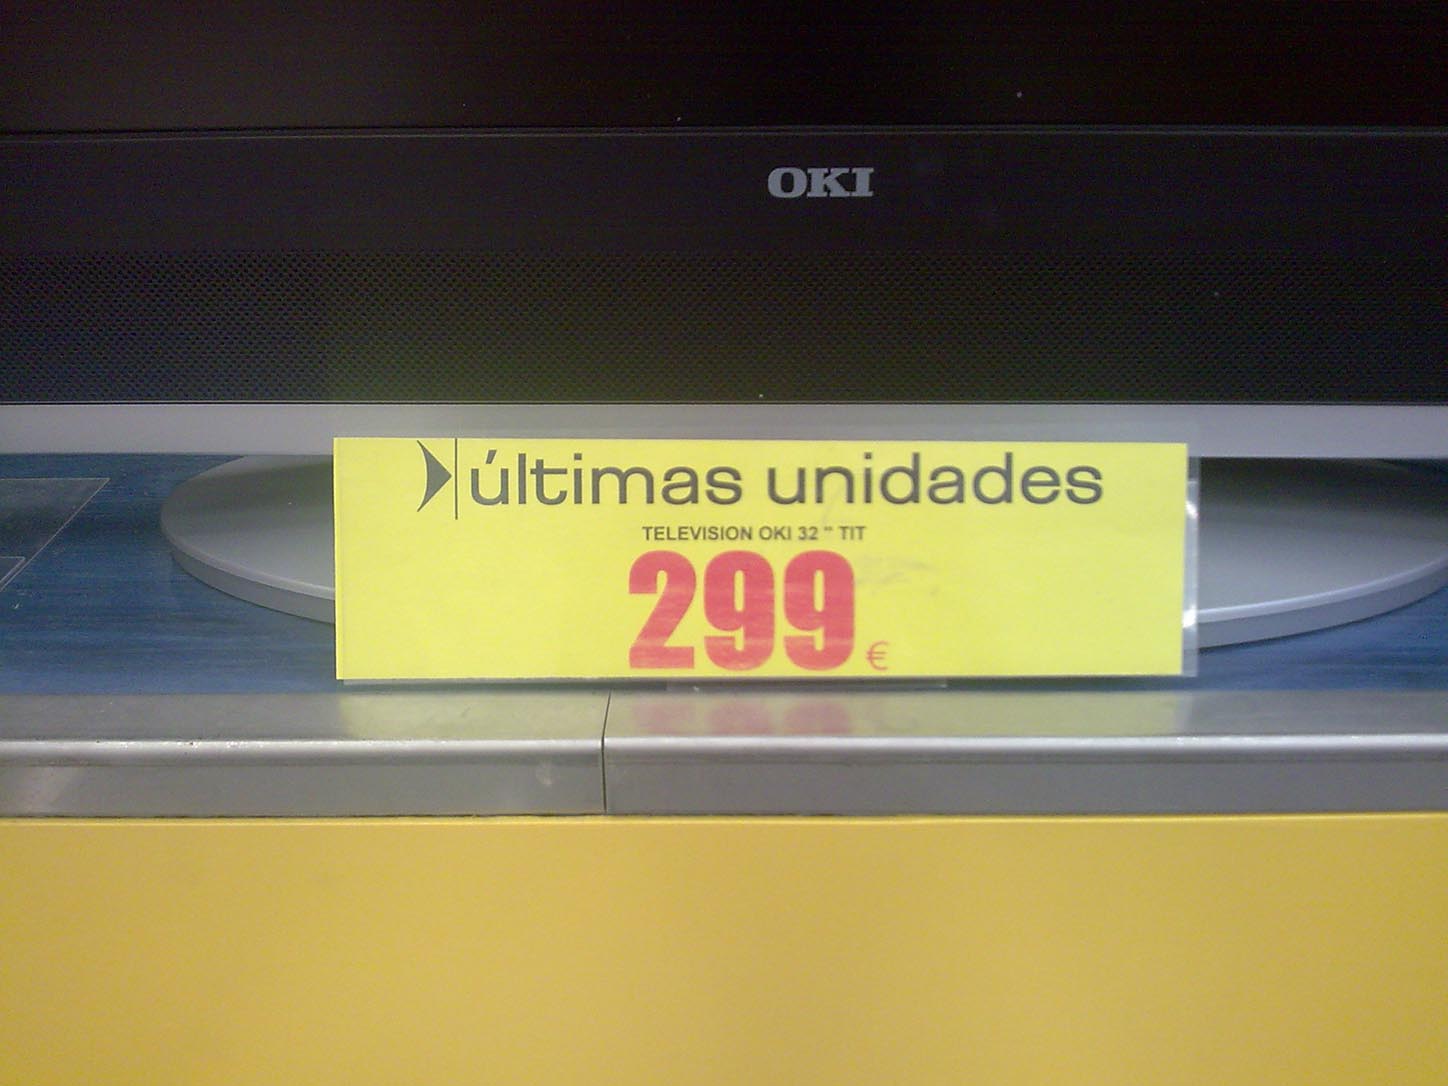 OKI
últimas unidades
TELEVISION OKI 32 " TIT
299 €